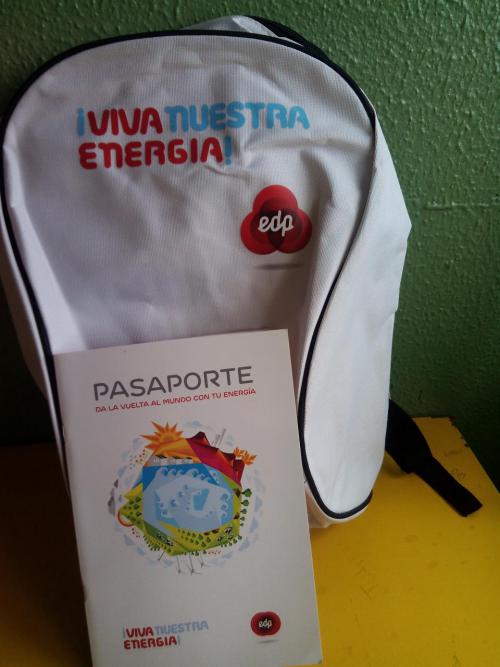 ¡VIVA NUESTRA
ENERGIA!
edp
PASAPORTE
DA LA VUELTA AL MUNDO CON TU ENERGÍA
¡VIVA NUESTRA
ENERGIA!
edp